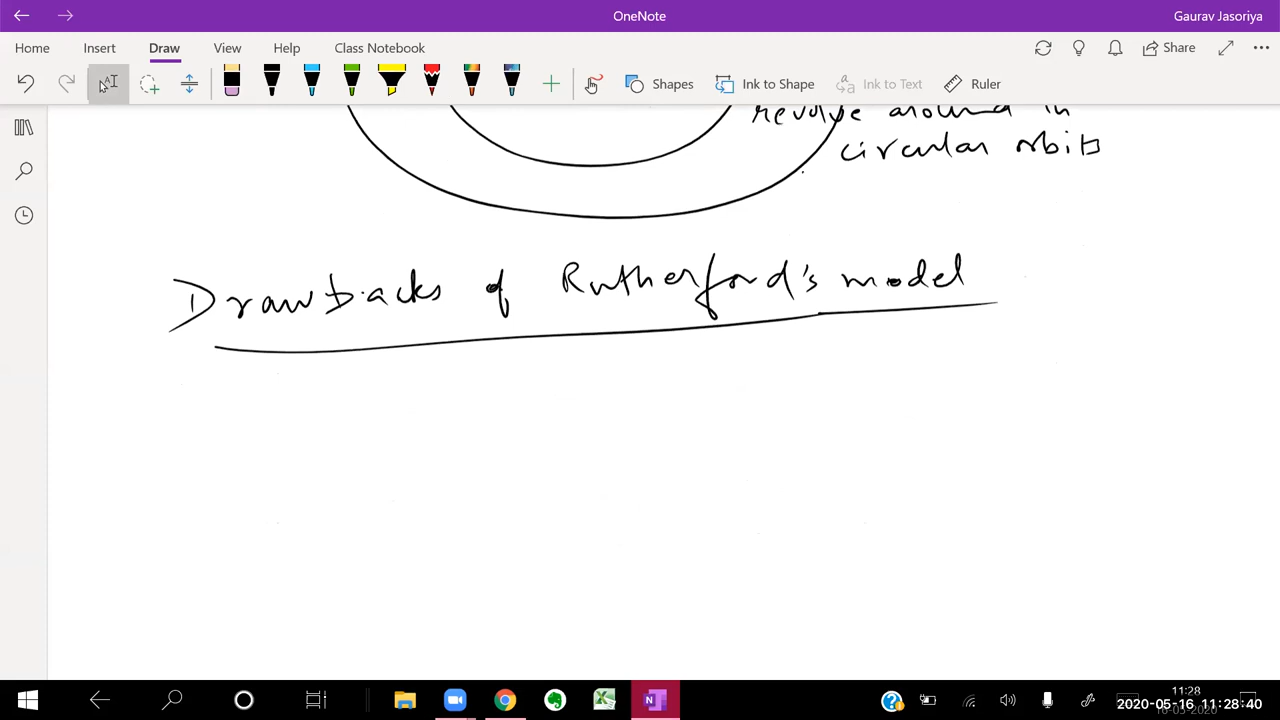 OneNote
Gaurav Jasoriya
Home Insert Draw View Help Class Notebook
Share
Shapes Ink to Shape Ink to Text Ruler
revolve around in
circular orbits
Drawbacks of Rutherford's model
11:28
2020-05-16 11:28:40